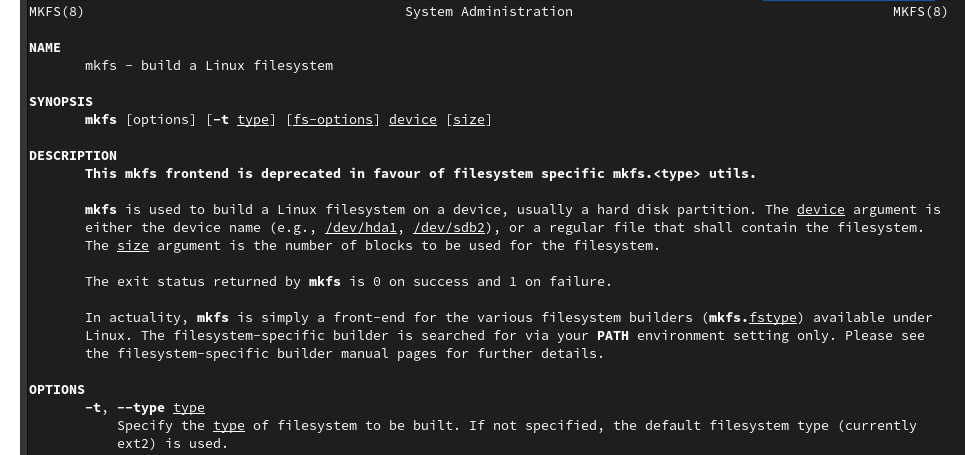 MKFS(8) System Administration MKFS(8)
NAME
mkfs - build a Linux filesystem
SYNOPSIS
mkfs [options] [-t type] [fs-options] device [size]
DESCRIPTION
This mkfs frontend is deprecated in favour of filesystem specific mkfs.<type> utils.
mkfs is used to build a Linux filesystem on a device, usually a hard disk partition. The device argument is
either the device name (e.g., /dev/hda1, /dev/sdb2), or a regular file that shall contain the filesystem.
The size argument is the number of blocks to be used for the filesystem.
The exit status returned by mkfs is 0 on success and 1 on failure.
In actuality, mkfs is simply a front-end for the various filesystem builders (mkfs.fstype) available under
Linux. The filesystem-specific builder is searched for via your PATH environment setting only. Please see
the filesystem-specific builder manual pages for further details.
OPTIONS
-t, --type type
Specify the type of filesystem to be built. If not specified, the default filesystem type (currently
ext2) is used.